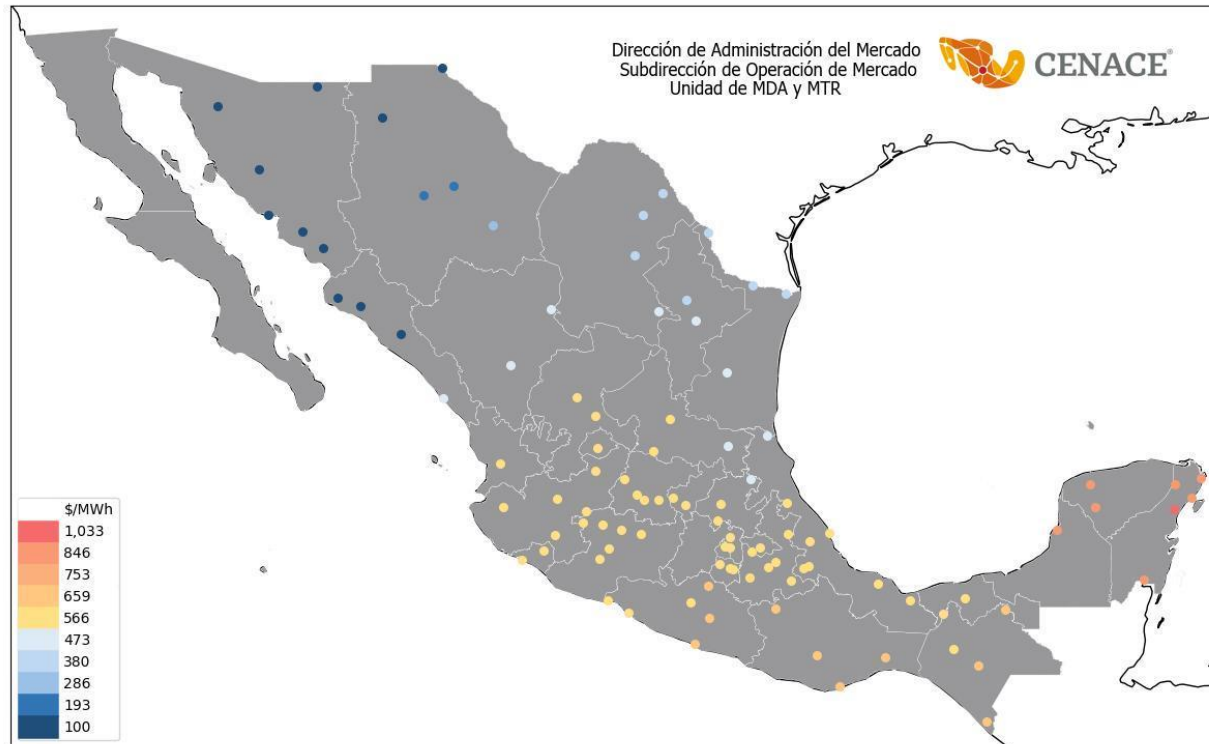 Dirección de Administración del Mercado
Subdirección de Operación de Mercado
Unidad de MDA y MTR
CENACE®
$/MWh
1,033
846
753
659
566
473
380
286
193
100